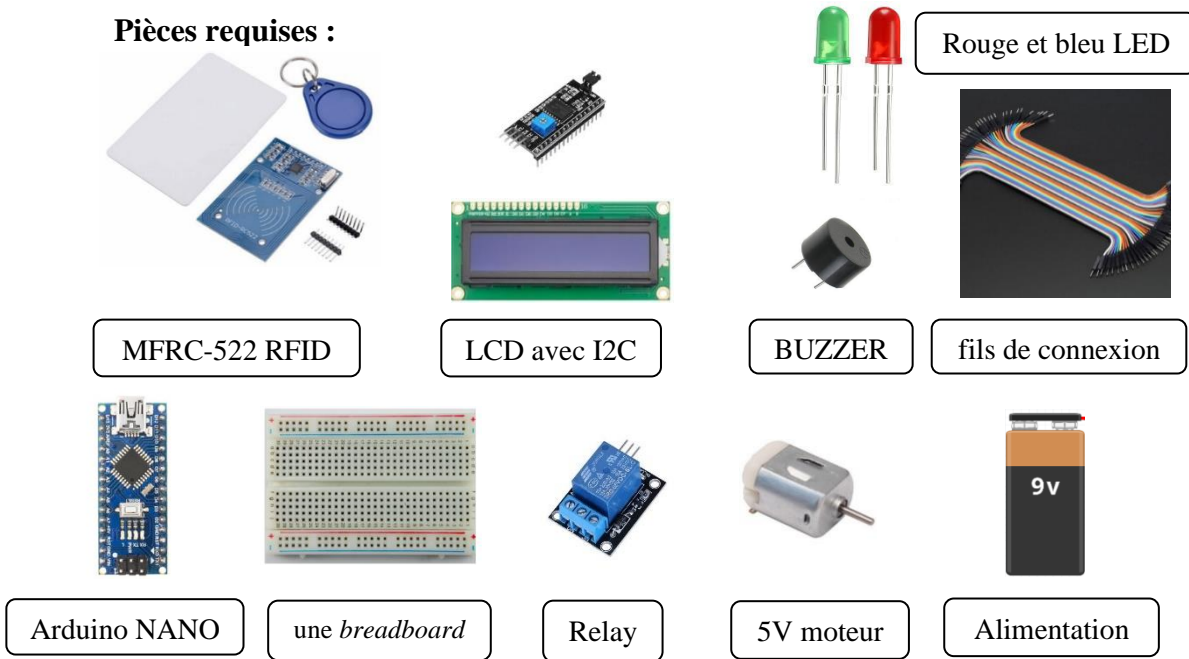 Pièces requises :
Rouge et bleu LED
MFRC-522 RFID
LCD avec I2C
BUZZER
fils de connexion
9v
Arduino NANO
une breadboard
Relay
5V moteur
Alimentation